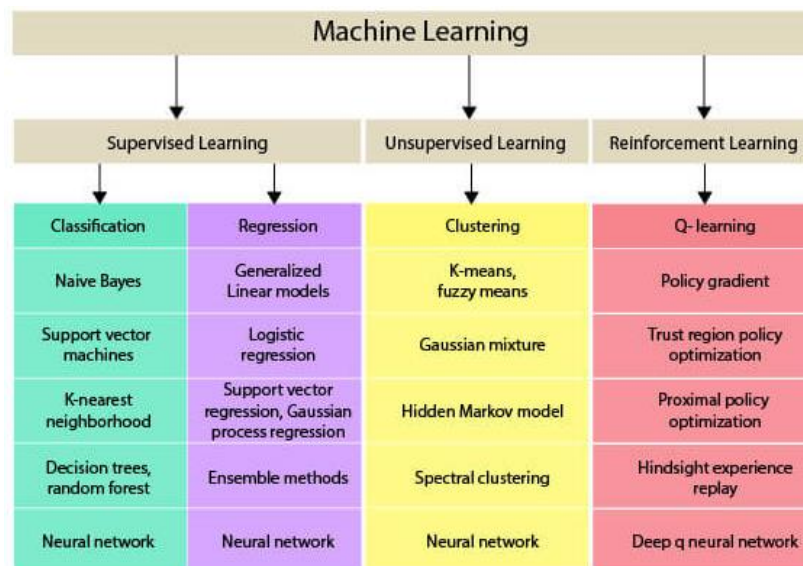 Machine Learning
Supervised Learning
Unsupervised Learning
Reinforcement Learning
Classification
Regression
Clustering
Q- learning
Naive Bayes
Generalized
Linear models
K-means,
fuzzy means
Policy gradient
Support vector
machines
Logistic
regression
Gaussian mixture
Trust region policy
optimization
K-nearest
neighborhood
Support vector
regression, Gaussian
process regression
Hidden Markov model
Proximal policy
optimization
Decision trees,
random forest
Ensemble methods
Spectral clustering
Hindsight experience
replay
Neural network
Neural network
Neural network
Deep q neural network